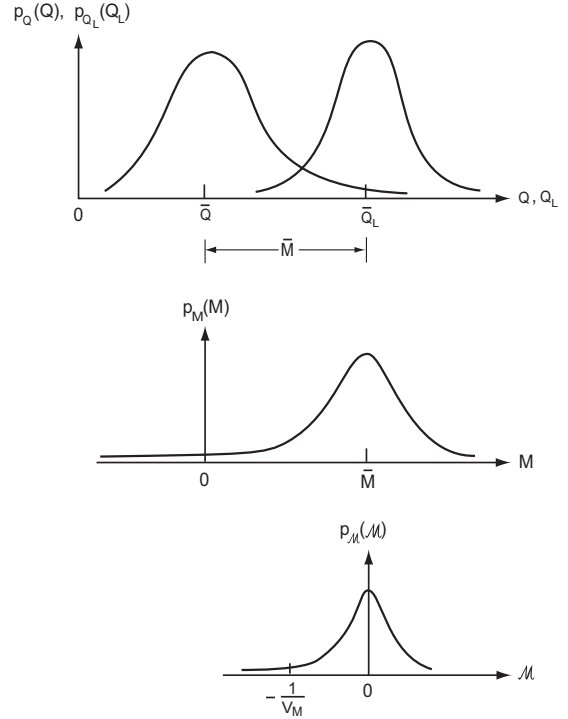 p_Q(Q), p_{Q_L}(Q_L)
0
Q̄
Q̄_L
Q, Q_L
M̄
p_M(M)
0
M̄
M
p_ℳ(ℳ)
-1/V_M
0
ℳ